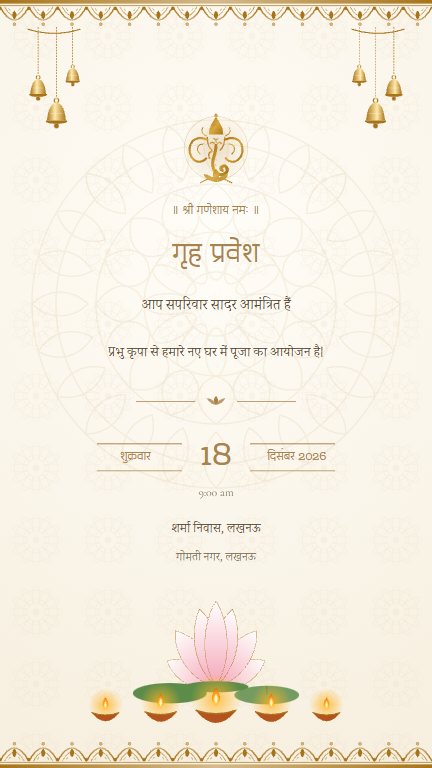 ॥ श्री गणेशाय नमः ॥
गृह प्रवेश
आप सपरिवार सादर आमंत्रित हैं
प्रभु कृपा से हमारे नए घर में पूजा का आयोजन है|
शुक्रवार
18
दिसंबर 2026
9:00 am
शर्मा निवास, लखनऊ
गोमती नगर, लखनऊ